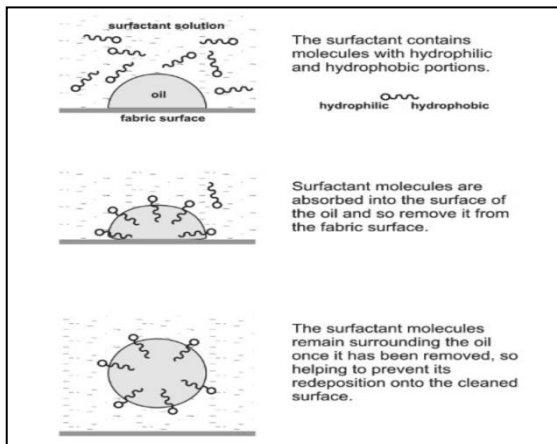 surfactant solution
oil
fabric surface
The surfactant contains
molecules with hydrophilic
and hydrophobic portions.
hydrophilic hydrophobic
Surfactant molecules are
absorbed into the surface of
the oil and so remove it from
the fabric surface.
The surfactant molecules
remain surrounding the oil
once it has been removed, so
helping to prevent its
redeposition onto the cleaned
surface.